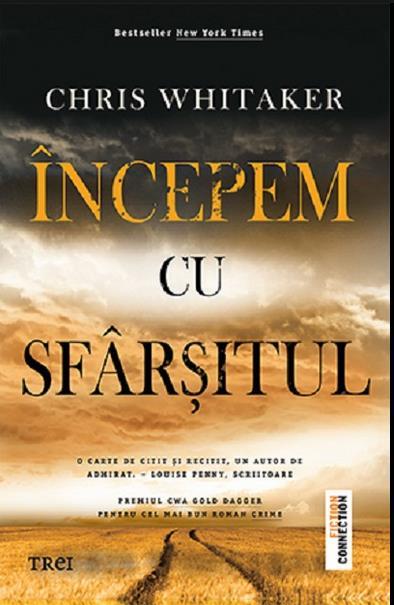 Bestseller New York Times
CHRIS WHITAKER
ÎNCEPEM
CU
SFÂRȘITUL
O CARTE DE CITIT ȘI RECITIT, UN AUTOR DE
ADMIRAT. – LOUISE PENNY, SCRIITOARE
PREMIUL CWA GOLD DAGGER
PENTRU CEL MAI BUN ROMAN CRIME
FICTION
CONNECTION
TREI